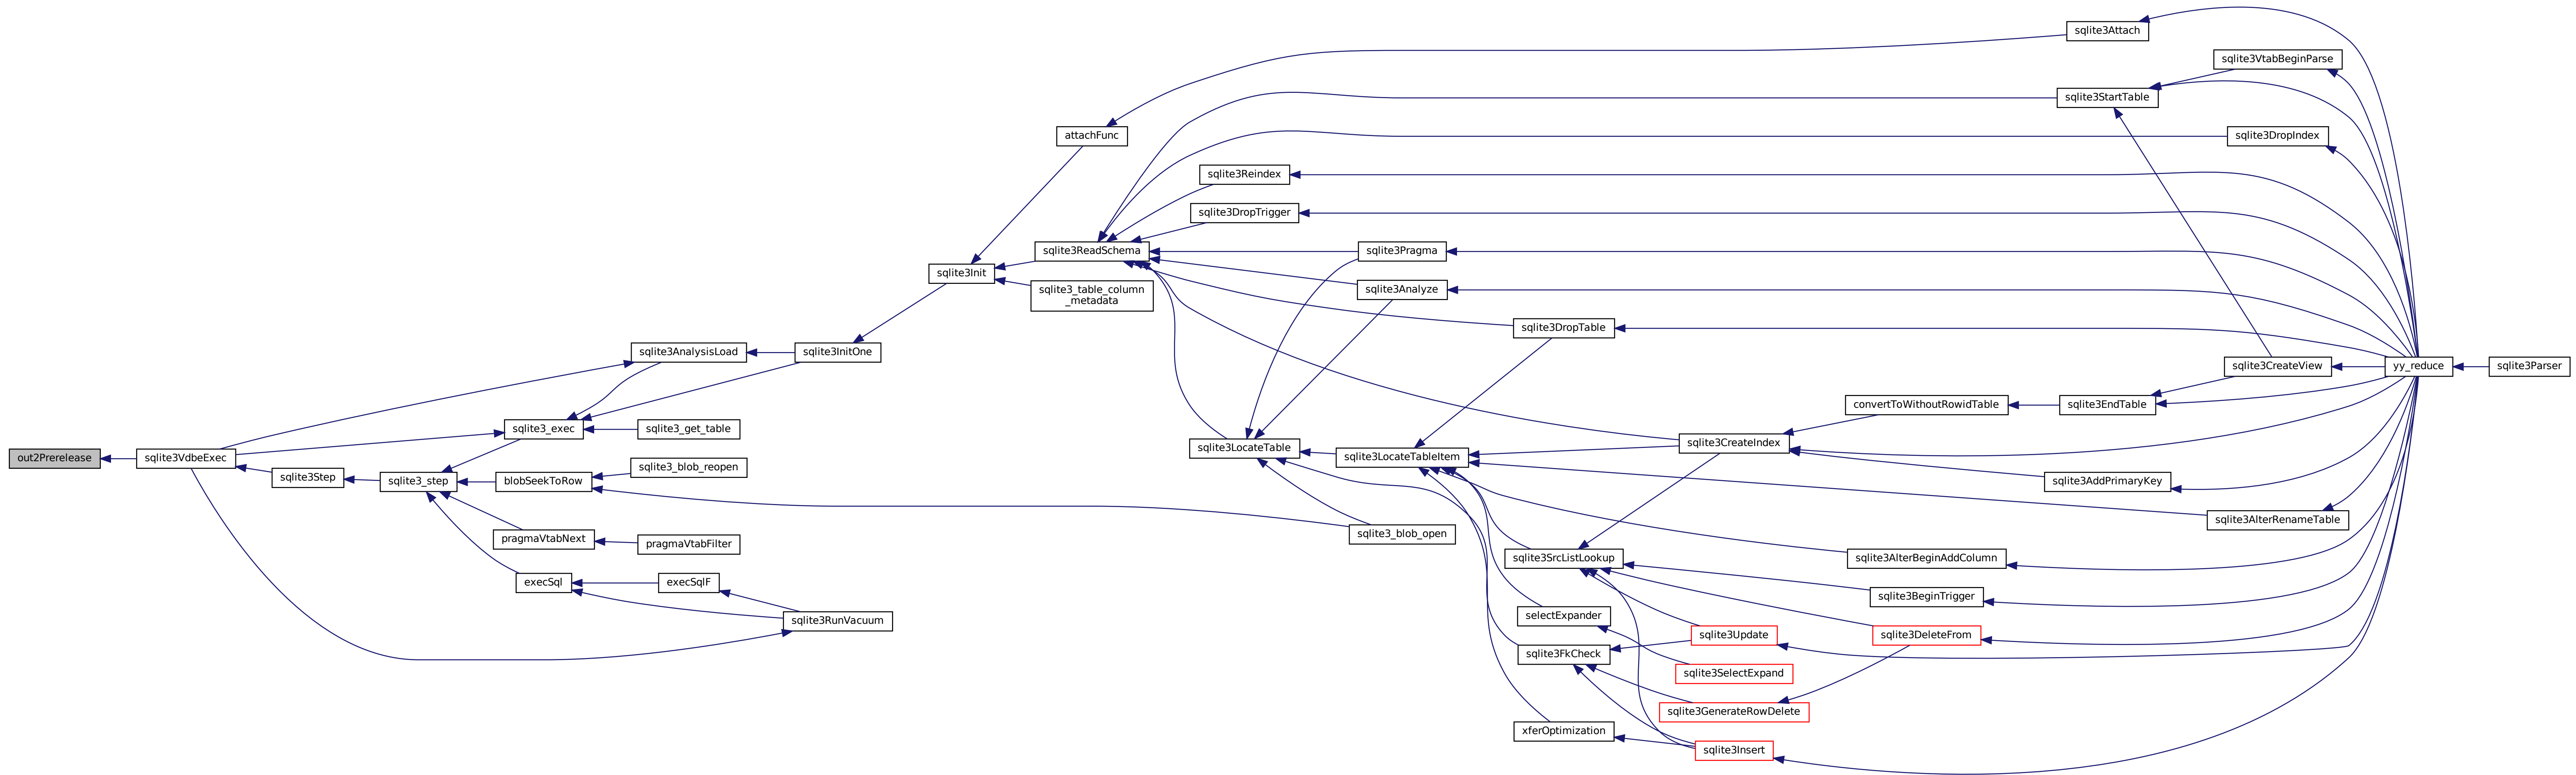 out2Prerelease
sqlite3VdbeExec
sqlite3Step
sqlite3_step
sqlite3AnalysisLoad
sqlite3_exec
sqlite3_get_table
blobSeekToRow
sqlite3_blob_reopen
pragmaVtabNext
pragmaVtabFilter
execSql
execSqlF
sqlite3RunVacuum
sqlite3InitOne
sqlite3Init
attachFunc
sqlite3ReadSchema
sqlite3_table_column
_metadata
sqlite3Reindex
sqlite3DropTrigger
sqlite3LocateTable
sqlite3Pragma
sqlite3Analyze
sqlite3LocateTableItem
sqlite3_blob_open
sqlite3DropTable
sqlite3SrcListLookup
selectExpander
sqlite3FkCheck
xferOptimization
sqlite3CreateIndex
sqlite3Update
sqlite3SelectExpand
sqlite3GenerateRowDelete
sqlite3Insert
convertToWithoutRowidTable
sqlite3AlterBeginAddColumn
sqlite3BeginTrigger
sqlite3DeleteFrom
sqlite3Attach
sqlite3StartTable
sqlite3EndTable
sqlite3AddPrimaryKey
sqlite3VtabBeginParse
sqlite3DropIndex
sqlite3CreateView
sqlite3AlterRenameTable
yy_reduce
sqlite3Parser